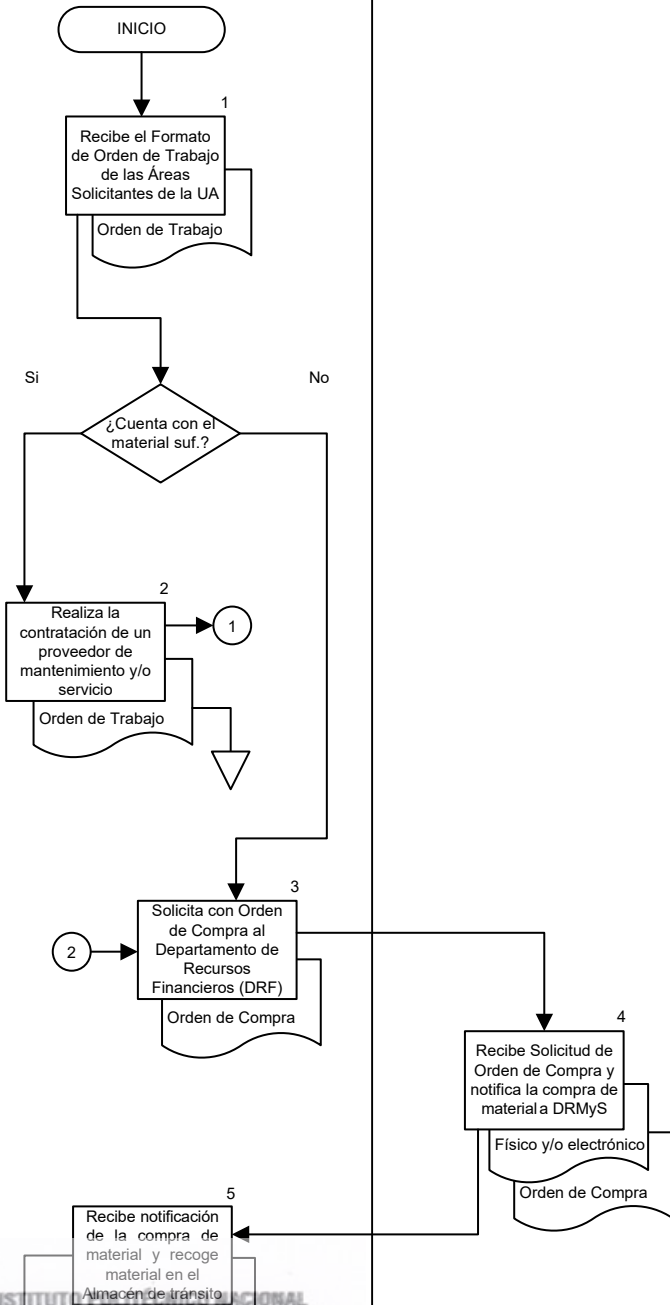 INICIO
1
Recibe el Formato
de Orden de Trabajo
de las Áreas
Solicitantes de la UA
Orden de Trabajo
Si
No
¿Cuenta con el
material suf.?
2
Realiza la
contratación de un
proveedor de
mantenimiento y/o
servicio
1
Orden de Trabajo
3
Solicita con Orden
de Compra al
Departamento de
Recursos
Financieros (DRF)
2
Orden de Compra
4
Recibe Solicitud de
Orden de Compra y
notifica la compra de
material a DRMyS
Físico y/o electrónico
Orden de Compra
5
Recibe notificación
de la compra de
material y recoge
material en el
Almacén de tránsito
INSTITUTO POLITÉCNICO NACIONAL